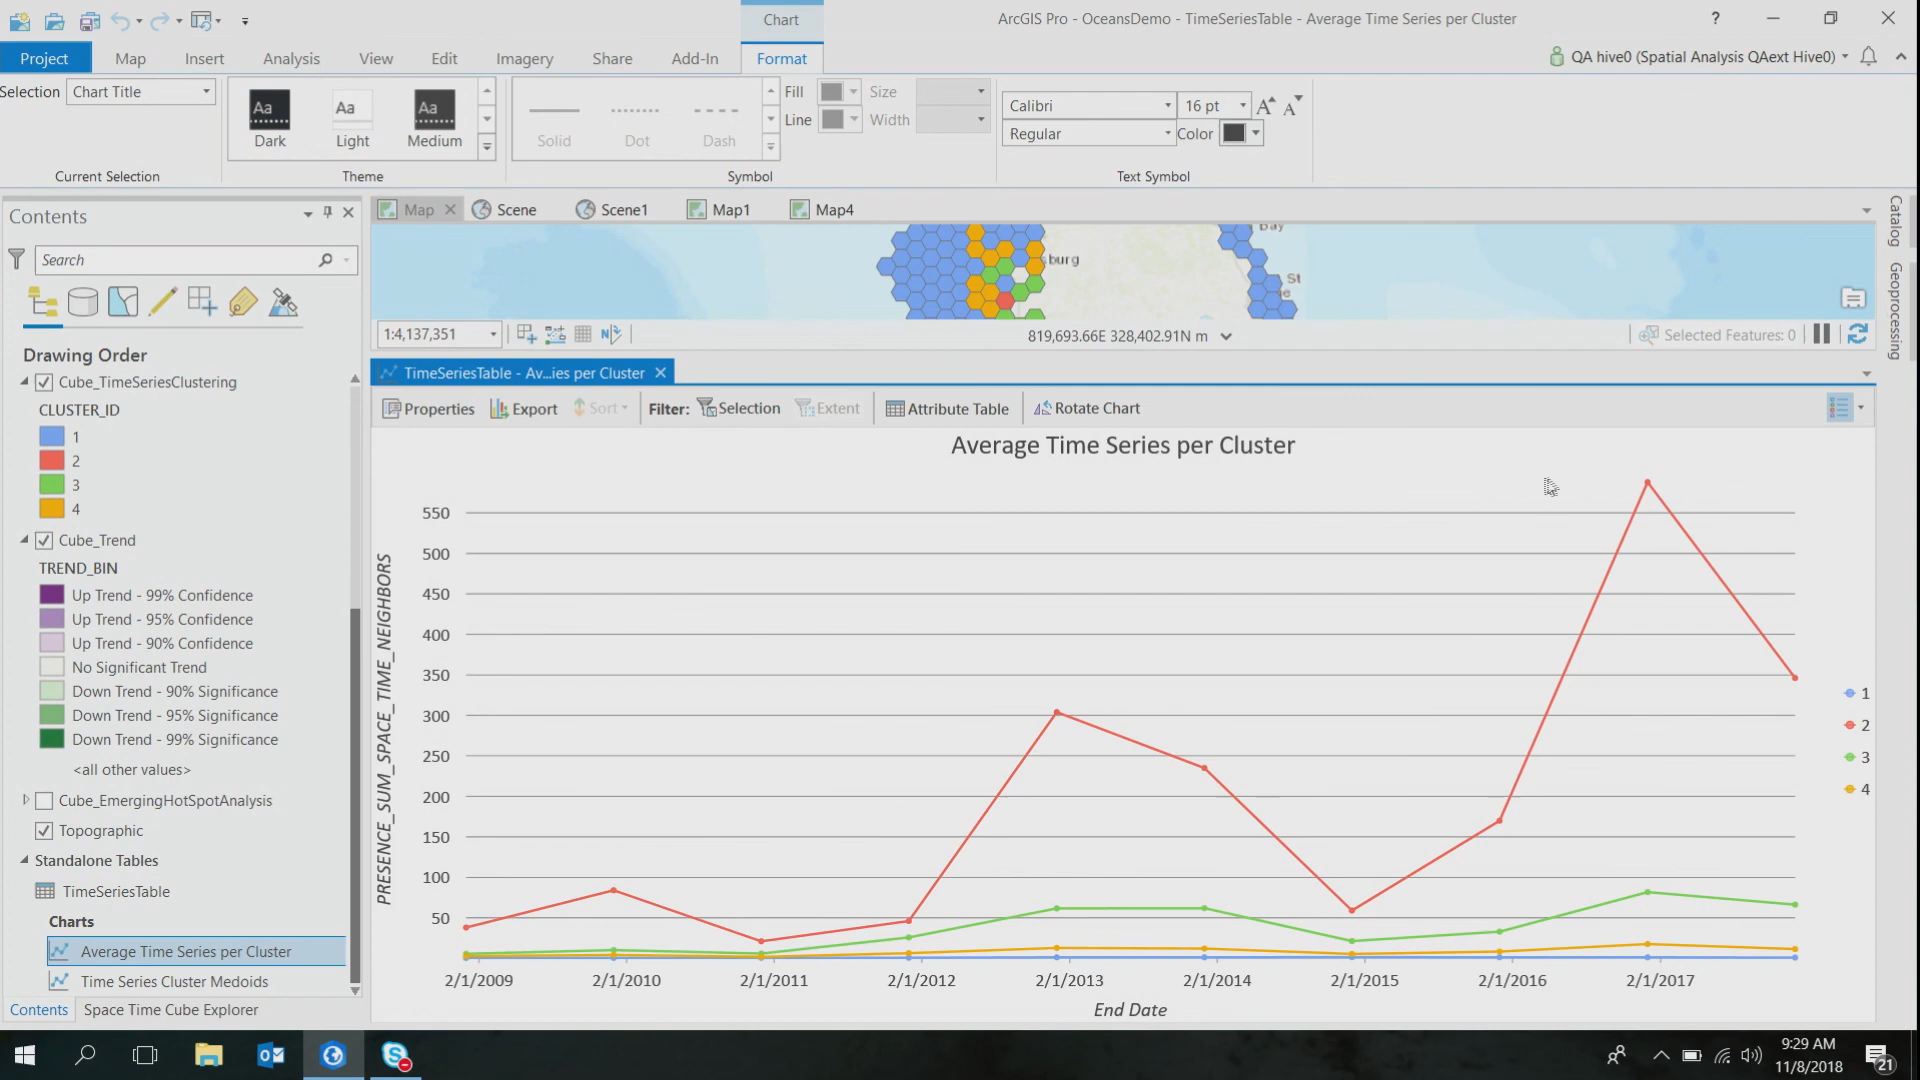 Chart
ArcGIS Pro - OceansDemo - TimeSeriesTable - Average Time Series per Cluster
?
Project
Map
Insert
Analysis
View
Edit
Imagery
Share
Add-In
Format
QA hive0 (Spatial Analysis QAext Hive0)
Selection
Chart Title
Aa
Dark
Aa
Light
Aa
Medium
Solid
Dot
Dash
Fill
Line
Size
Width
Calibri
16 pt
Regular
Color
Current Selection
Theme
Symbol
Text Symbol
Contents
Search
Drawing Order
Cube_TimeSeriesClustering
CLUSTER_ID
1
2
3
4
Cube_Trend
TREND_BIN
Up Trend - 99% Confidence
Up Trend - 95% Confidence
Up Trend - 90% Confidence
No Significant Trend
Down Trend - 90% Significance
Down Trend - 95% Significance
Down Trend - 99% Significance
<all other values>
Cube_EmergingHotSpotAnalysis
Topographic
Standalone Tables
TimeSeriesTable
Charts
Average Time Series per Cluster
Time Series Cluster Medoids
Contents
Space Time Cube Explorer
Map
Scene
Scene1
Map1
Map4
Bay
burg
St
e
1:4,137,351
819,693.66E 328,402.91N m
Selected Features: 0
Catalog
Geoprocessing
TimeSeriesTable - Av...ies per Cluster
Properties
Export
Sort
Filter:
Selection
Extent
Attribute Table
Rotate Chart
Average Time Series per Cluster
PRESENCE_SUM_SPACE_TIME_NEIGHBORS
550
500
450
400
350
300
250
200
150
100
50
2/1/2009
2/1/2010
2/1/2011
2/1/2012
2/1/2013
2/1/2014
2/1/2015
2/1/2016
2/1/2017
End Date
1
2
3
4
9:29 AM
11/8/2018
21